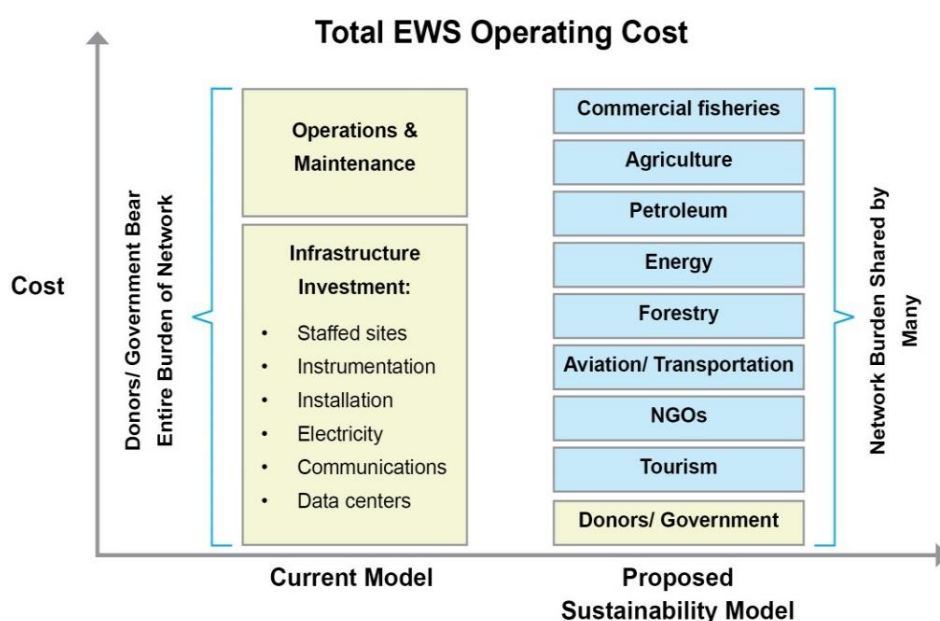 Total EWS Operating Cost
Cost
Donors/ Government Bear
Entire Burden of Network
Operations &
Maintenance
Infrastructure
Investment:
• Staffed sites
• Instrumentation
• Installation
• Electricity
• Communications
• Data centers
Current Model
Commercial fisheries
Agriculture
Petroleum
Energy
Forestry
Aviation/ Transportation
NGOs
Tourism
Donors/ Government
Proposed
Sustainability Model
Network Burden Shared by
Many